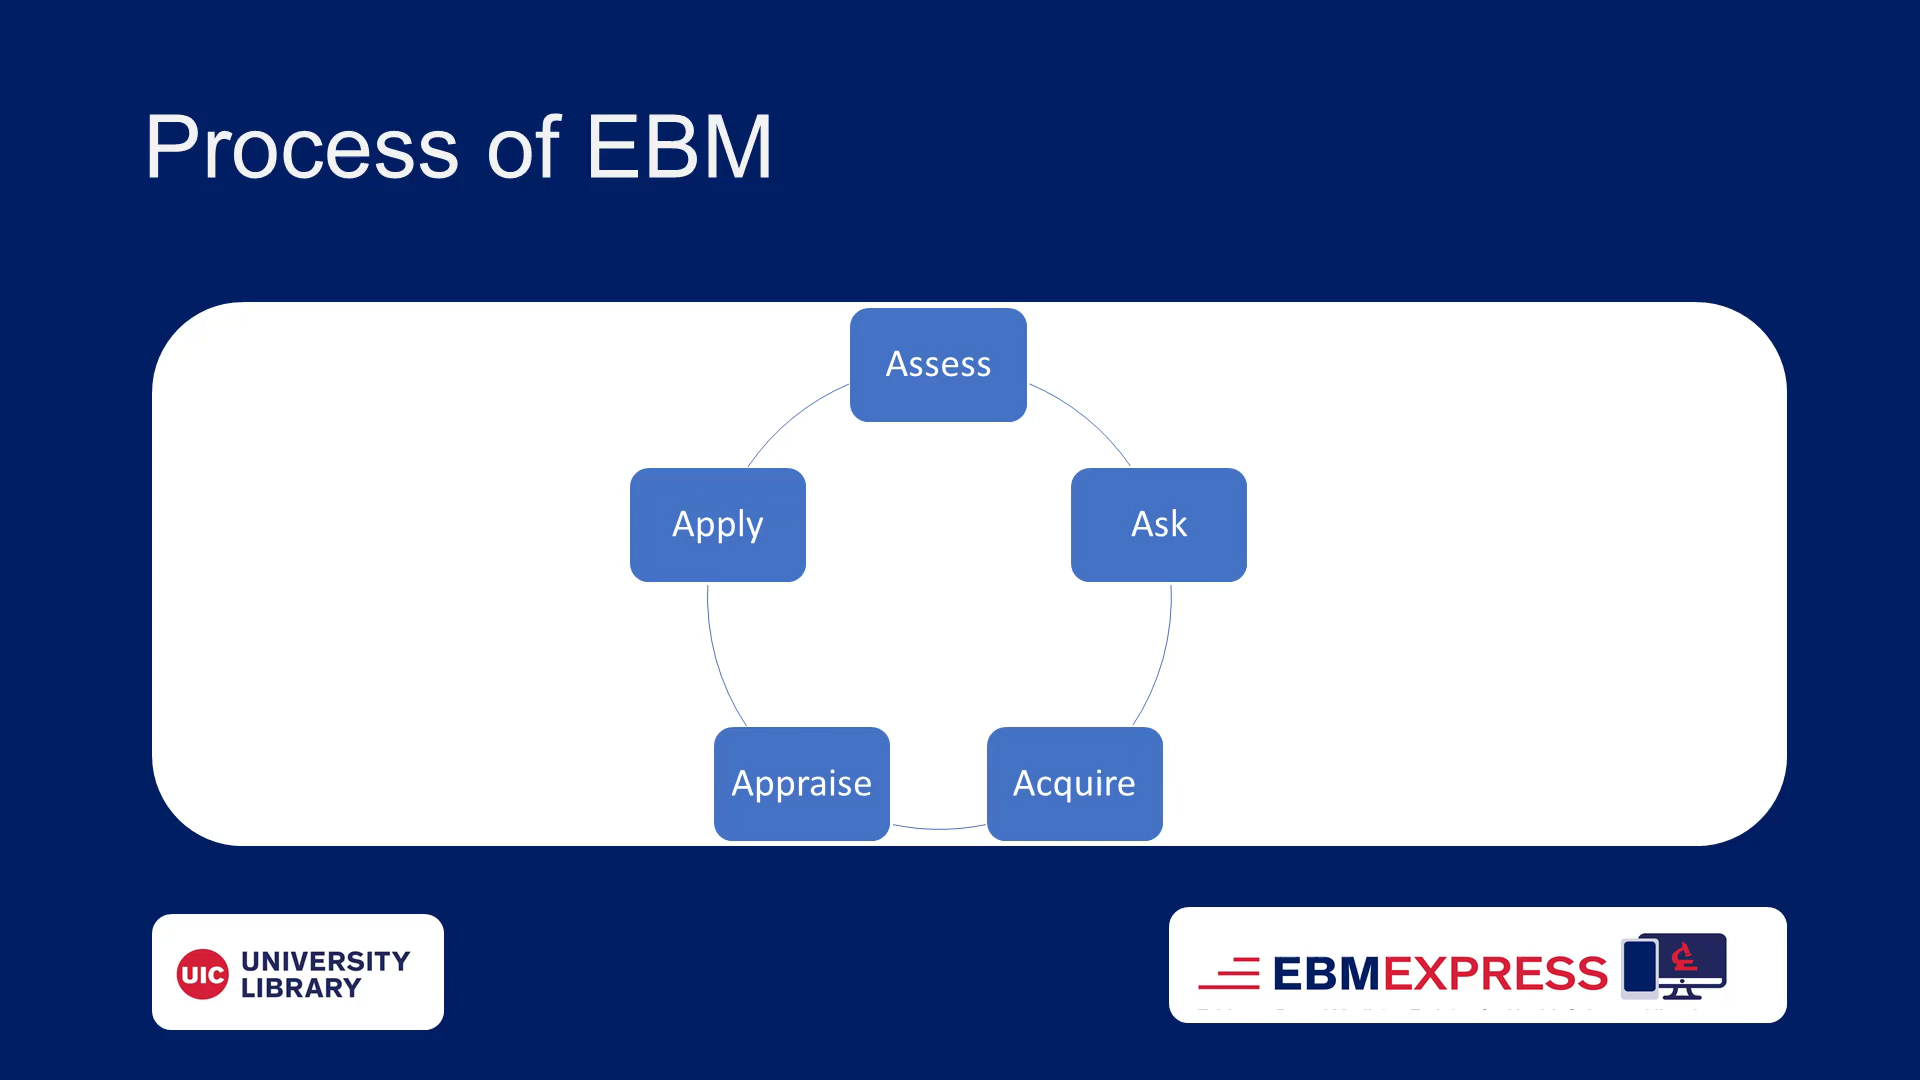 Process of EBM
Assess
Apply
Ask
Appraise
Acquire
UIC
UNIVERSITY
LIBRARY
EBMEXPRESS